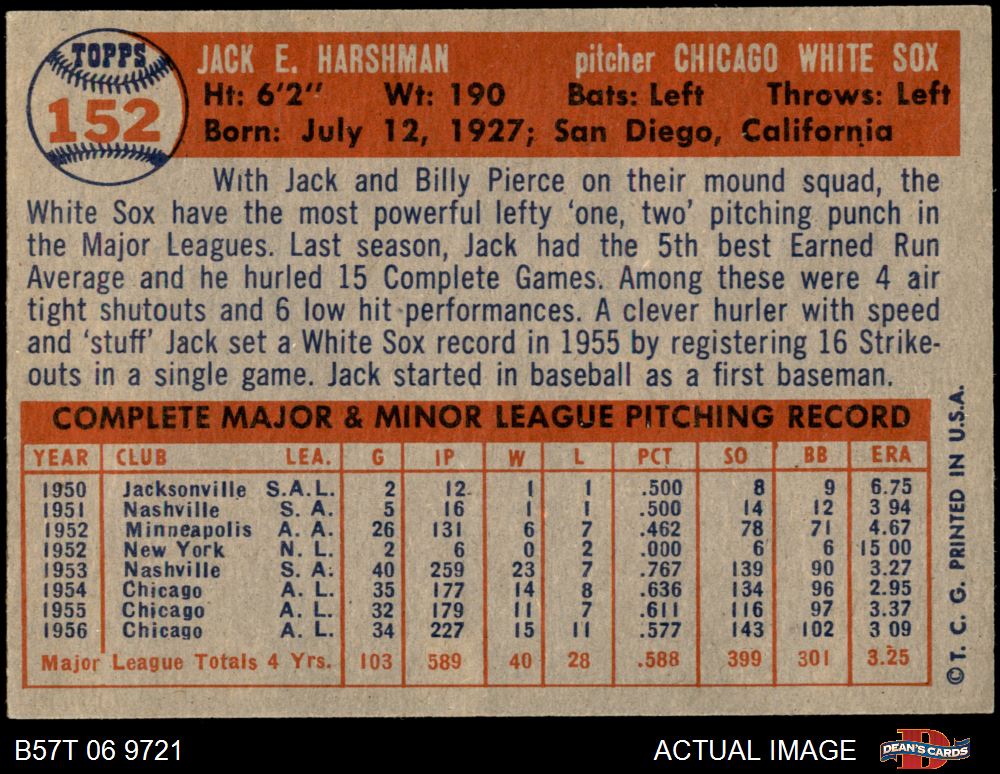 TOPPS
152
JACK E. HARSHMAN pitcher CHICAGO WHITE SOX
Ht: 6'2" Wt: 190 Bats: Left Throws: Left
Born: July 12, 1927; San Diego, California
With Jack and Billy Pierce on their mound squad, the
White Sox have the most powerful lefty 'one, two' pitching punch in
the Major Leagues. Last season, Jack had the 5th best Earned Run
Average and he hurled 15 Complete Games. Among these were 4 air
tight shutouts and 6 low hit performances. A clever hurler with speed
and 'stuff' Jack set a White Sox record in 1955 by registering 16 Strike-
outs in a single game. Jack started in baseball as a first baseman.
COMPLETE MAJOR & MINOR LEAGUE PITCHING RECORD
YEAR CLUB LEA. G IP W L PCT SO BB ERA
1950 Jacksonville S.A.L. 2 12 1 1 .500 8 9 6.75
1951 Nashville S. A. 5 16 1 1 .500 14 12 3 94
1952 Minneapolis A. A. 26 131 6 7 .462 78 71 4.67
1952 New York N. L. 2 6 0 2 .000 6 6 15 00
1953 Nashville S. A. 40 259 23 7 .767 139 90 3.27
1954 Chicago A. L. 35 177 14 8 .636 134 96 2.95
1955 Chicago A. L. 32 179 11 7 .611 116 97 3.37
1956 Chicago A. L. 34 227 15 11 .577 143 102 3 09
Major League Totals 4 Yrs. 103 589 40 28 .588 399 301 3.25
© T. C. G. PRINTED IN U.S.A.
B57T 06 9721 ACTUAL IMAGE DEAN'S CARDS